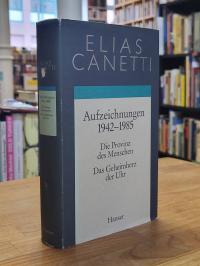 ELIAS
CANETTI
Aufzeichnungen
1942–1985
Die Provinz
des Menschen
Das Geheimherz
der Uhr
Hanser